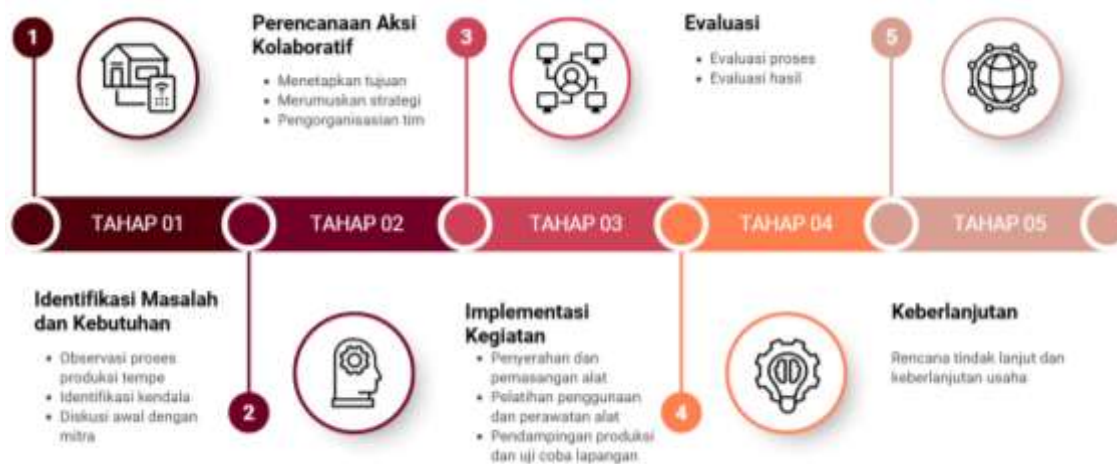 1
Perencanaan Aksi
Kolaboratif
• Menetapkan tujuan
• Merumuskan strategi
• Pengorganisasian tim
3
Evaluasi
• Evaluasi proses
• Evaluasi hasil
5
TAHAP 01
TAHAP 02
TAHAP 03
TAHAP 04
TAHAP 05
Identifikasi Masalah
dan Kebutuhan
• Observasi proses
produksi tempe
• Identifikasi kendala
• Diskusi awal dengan
mitra
2
Implementasi
Kegiatan
• Penyerahan dan
pemasangan alat
• Pelatihan penggunaan
dan perawatan alat
• Pendampingan produksi
dan uji coba lapangan
4
Keberlanjutan
Rencana tindak lanjut dan
keberlanjutan usaha